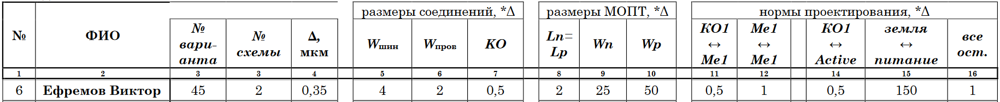 размеры соединений, *Δ размеры МОПТ, *Δ нормы проектирования, *Δ
№ ФИО № вари-анта № схемы Δ, мкм Wшин Wпров KO Ln= Lp Wn Wp КО1 ↔ Me1 Me1 ↔ Me1 КО1 ↔ Active земля ↔ питание все ост.
1 2 3 3 4 5 6 7 8 9 10 11 12 14 15 16
6 Ефремов Виктор 45 2 0,35 4 2 0,5 2 25 50 0,5 1 0,5 150 1